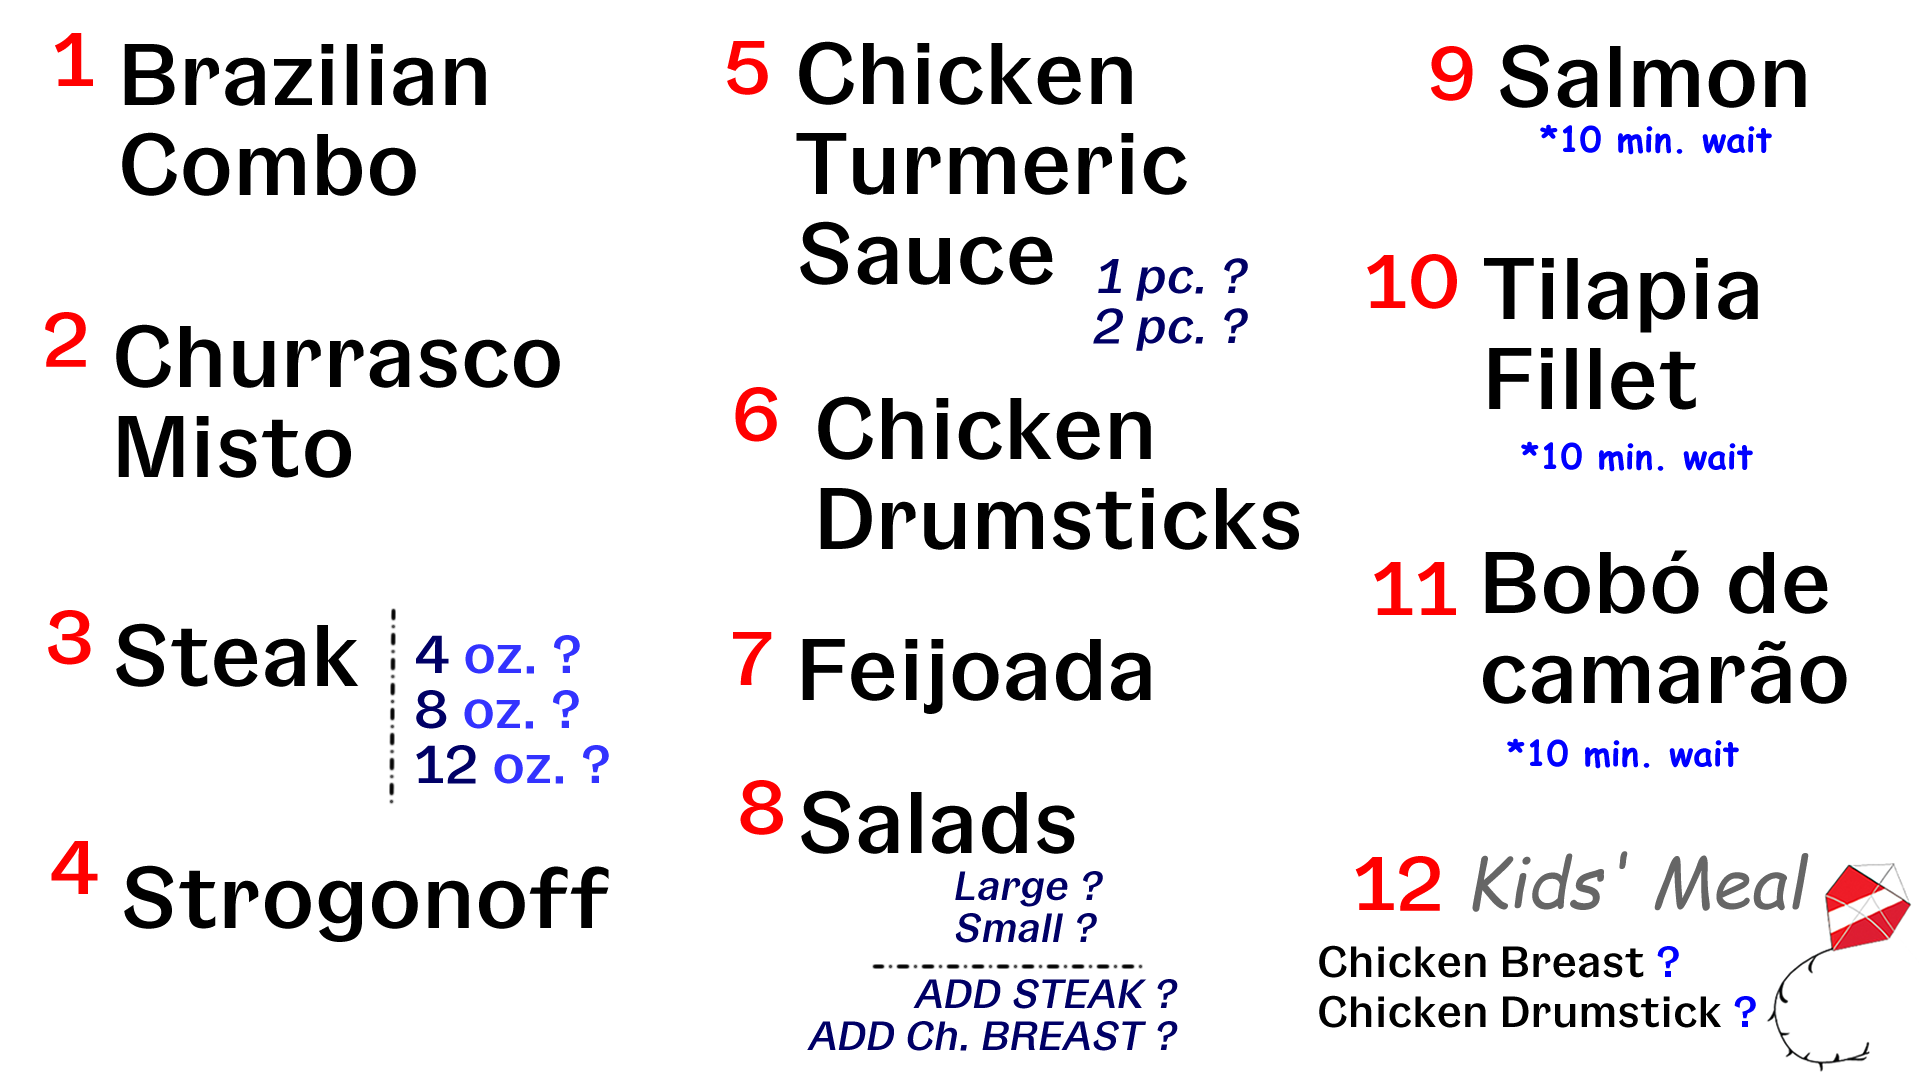 1 Brazilian
Combo
2 Churrasco
Misto
3 Steak
4 oz. ?
8 oz. ?
12 oz. ?
4 Strogonoff
5 Chicken
Turmeric
Sauce
1 pc. ?
2 pc. ?
6 Chicken
Drumsticks
7 Feijoada
8 Salads
Large ?
Small ?
ADD STEAK ?
ADD Ch. BREAST ?
9 Salmon
*10 min. wait
10 Tilapia
Fillet
*10 min. wait
11 Bobó de
camarão
*10 min. wait
12 Kids' Meal
Chicken Breast ?
Chicken Drumstick ?